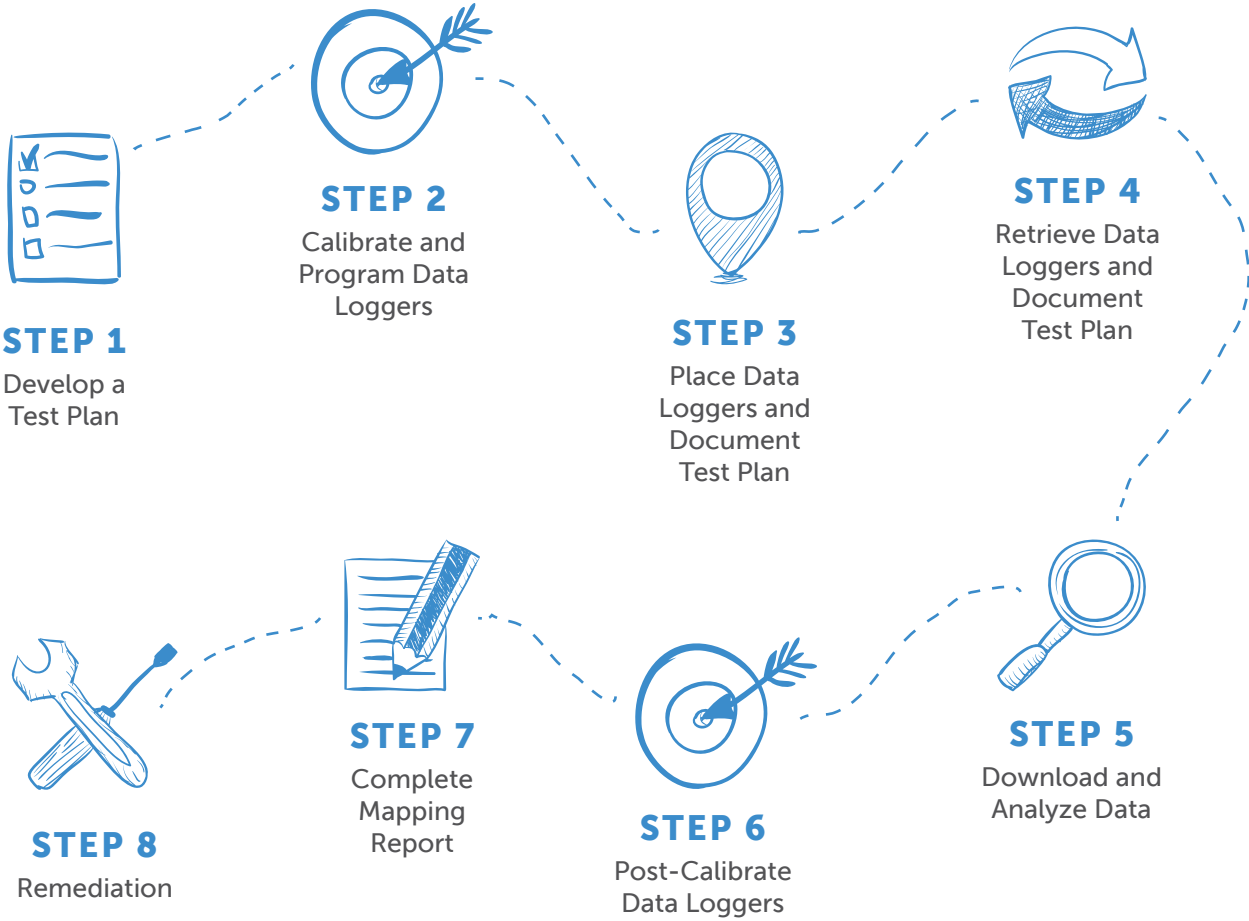 STEP 1
Develop a
Test Plan
STEP 2
Calibrate and
Program Data
Loggers
STEP 3
Place Data
Loggers and
Document
Test Plan
STEP 4
Retrieve Data
Loggers and
Document
Test Plan
STEP 5
Download and
Analyze Data
STEP 6
Post-Calibrate
Data Loggers
STEP 7
Complete
Mapping
Report
STEP 8
Remediation